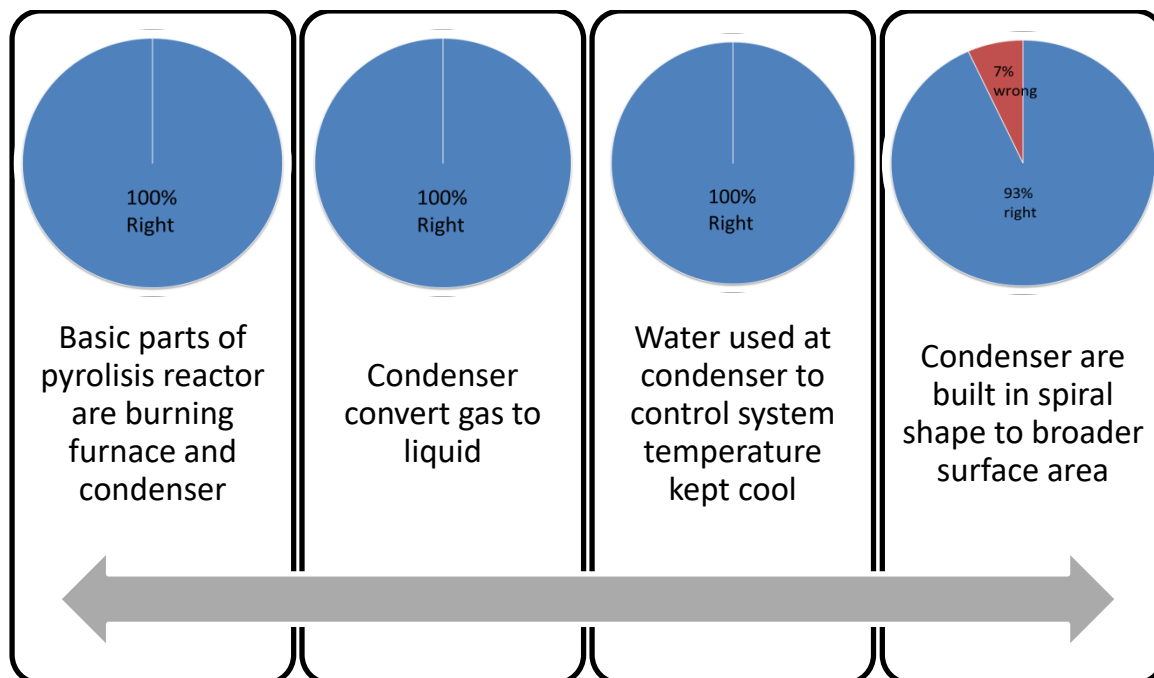 100%
Right
Basic parts of
pyrolisis reactor
are burning
furnace and
condenser
100%
Right
Condenser
convert gas to
liquid
100%
Right
Water used at
condenser to
control system
temperature
kept cool
7%
wrong
93%
right
Condenser are
built in spiral
shape to broader
surface area